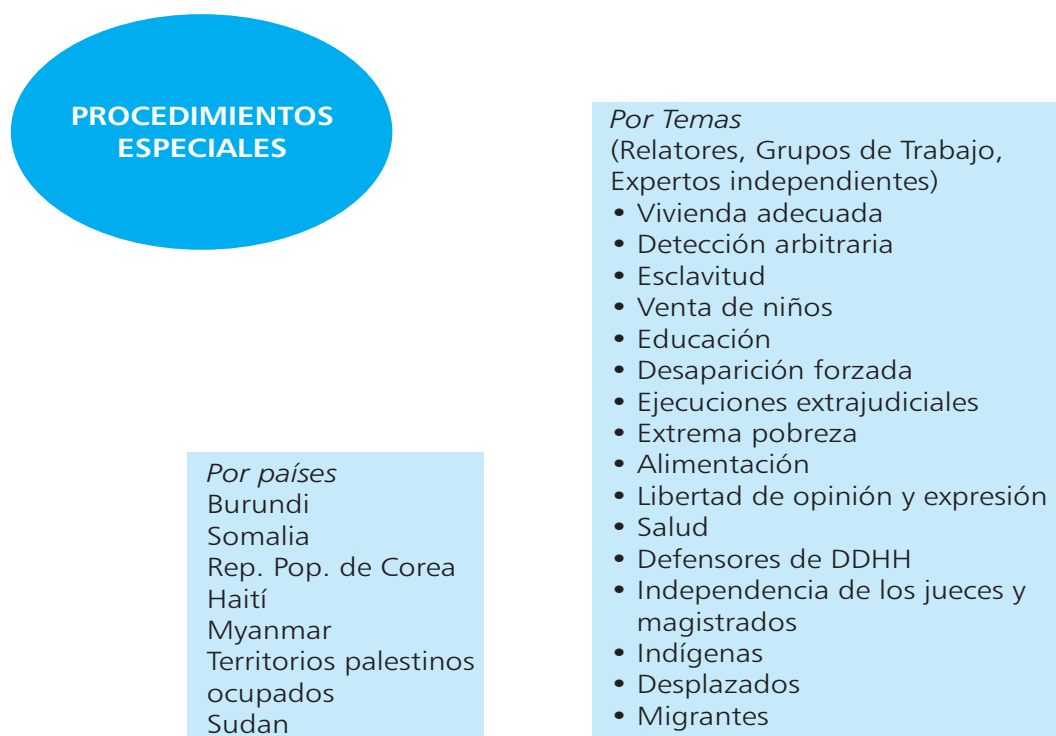 PROCEDIMIENTOS
ESPECIALES
Por Temas
(Relatores, Grupos de Trabajo,
Expertos independientes)
• Vivienda adecuada
• Detección arbitraria
• Esclavitud
• Venta de niños
• Educación
• Desaparición forzada
• Ejecuciones extrajudiciales
• Extrema pobreza
• Alimentación
• Libertad de opinión y expresión
• Salud
• Defensores de DDHH
• Independencia de los jueces y
magistrados
• Indígenas
• Desplazados
• Migrantes
Por países
Burundi
Somalia
Rep. Pop. de Corea
Haití
Myanmar
Territorios palestinos
ocupados
Sudan